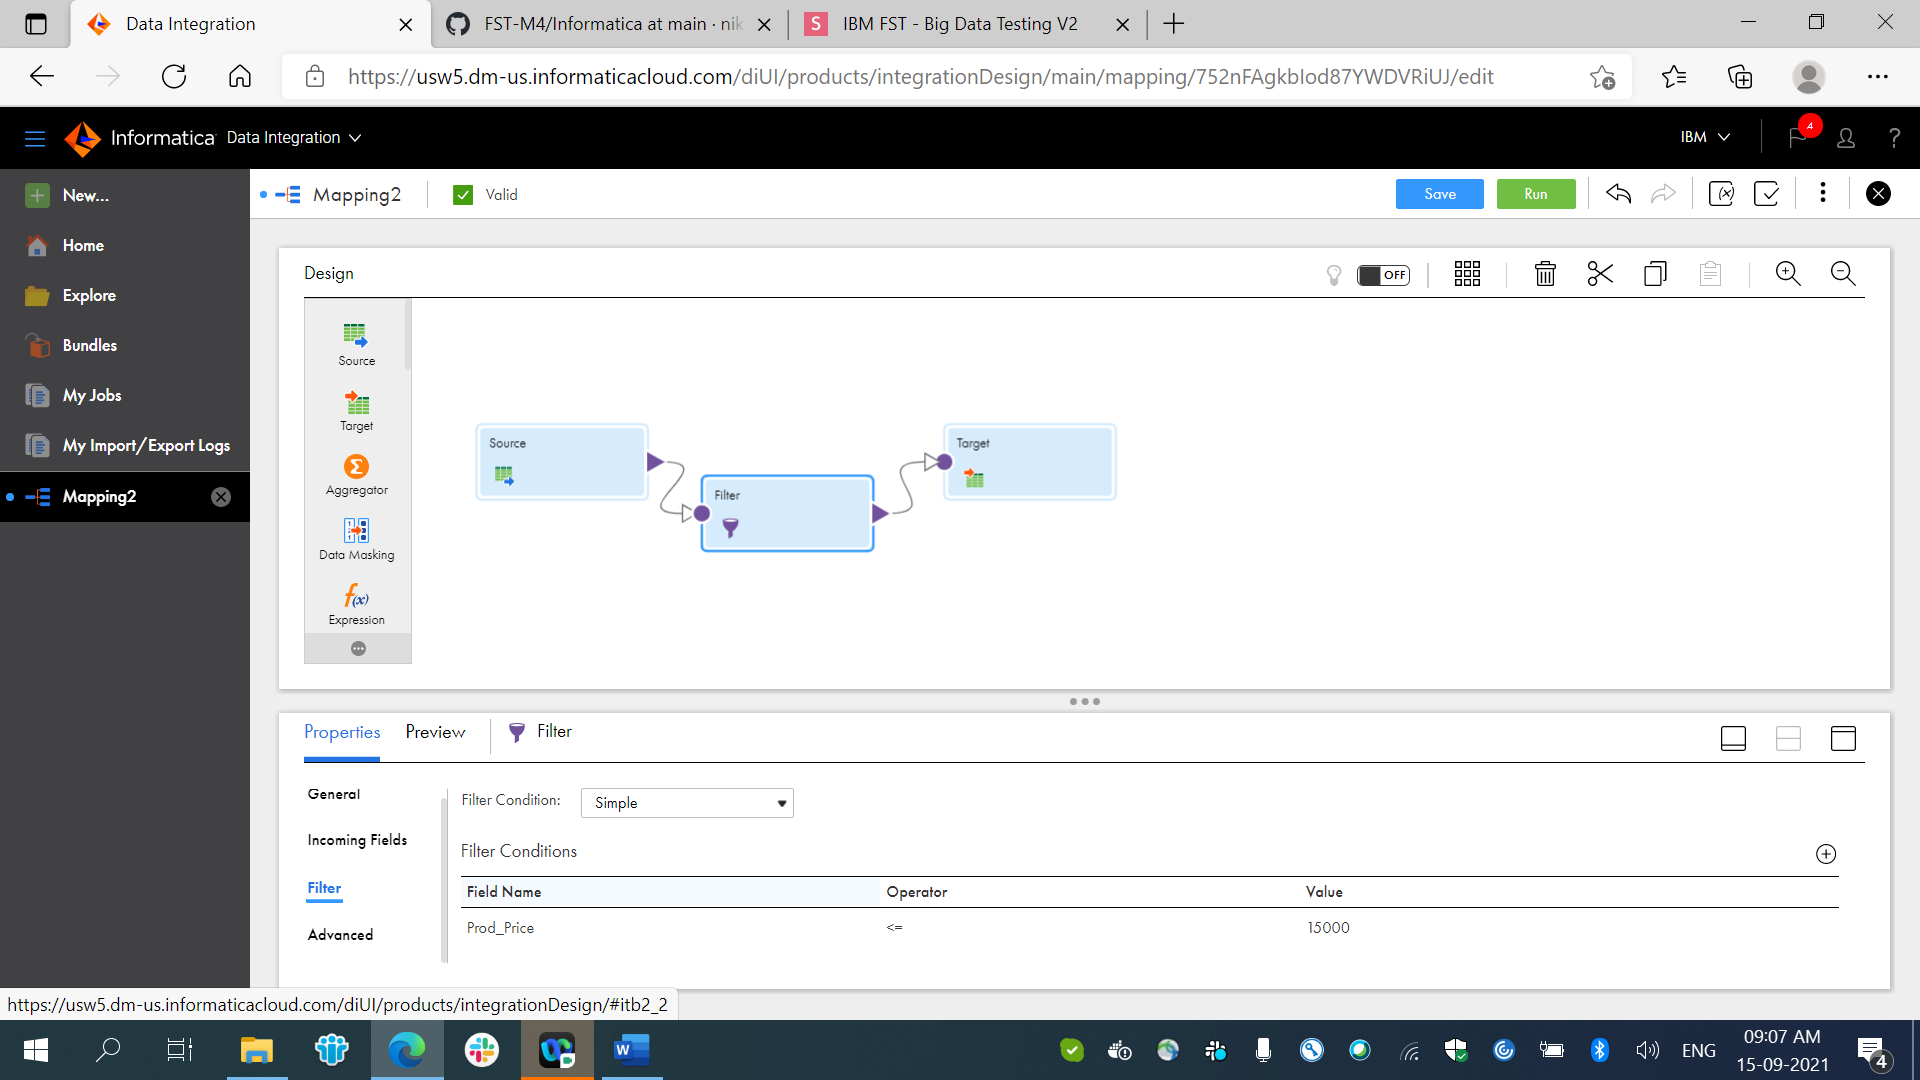 Data Integration
FST-M4/Informatica at main · nik
S IBM FST - Big Data Testing V2
https://usw5.dm-us.informaticacloud.com/diUI/products/integrationDesign/main/mapping/752nFAgkbIod87YWDVRiUJ/edit
Informatica Data Integration
IBM
4
New...
Home
Explore
Bundles
My Jobs
My Import/Export Logs
Mapping2
Mapping2
Valid
Save
Run
Design
OFF
Source
Target
Aggregator
Data Masking
Expression
Source
Filter
Target
Properties
Preview
Filter
General
Incoming Fields
Filter
Advanced
Filter Condition: Simple
Filter Conditions
Field Name Operator Value
Prod_Price <= 15000
https://usw5.dm-us.informaticacloud.com/diUI/products/integrationDesign/#itb2_2
ENG
09:07 AM
15-09-2021
4